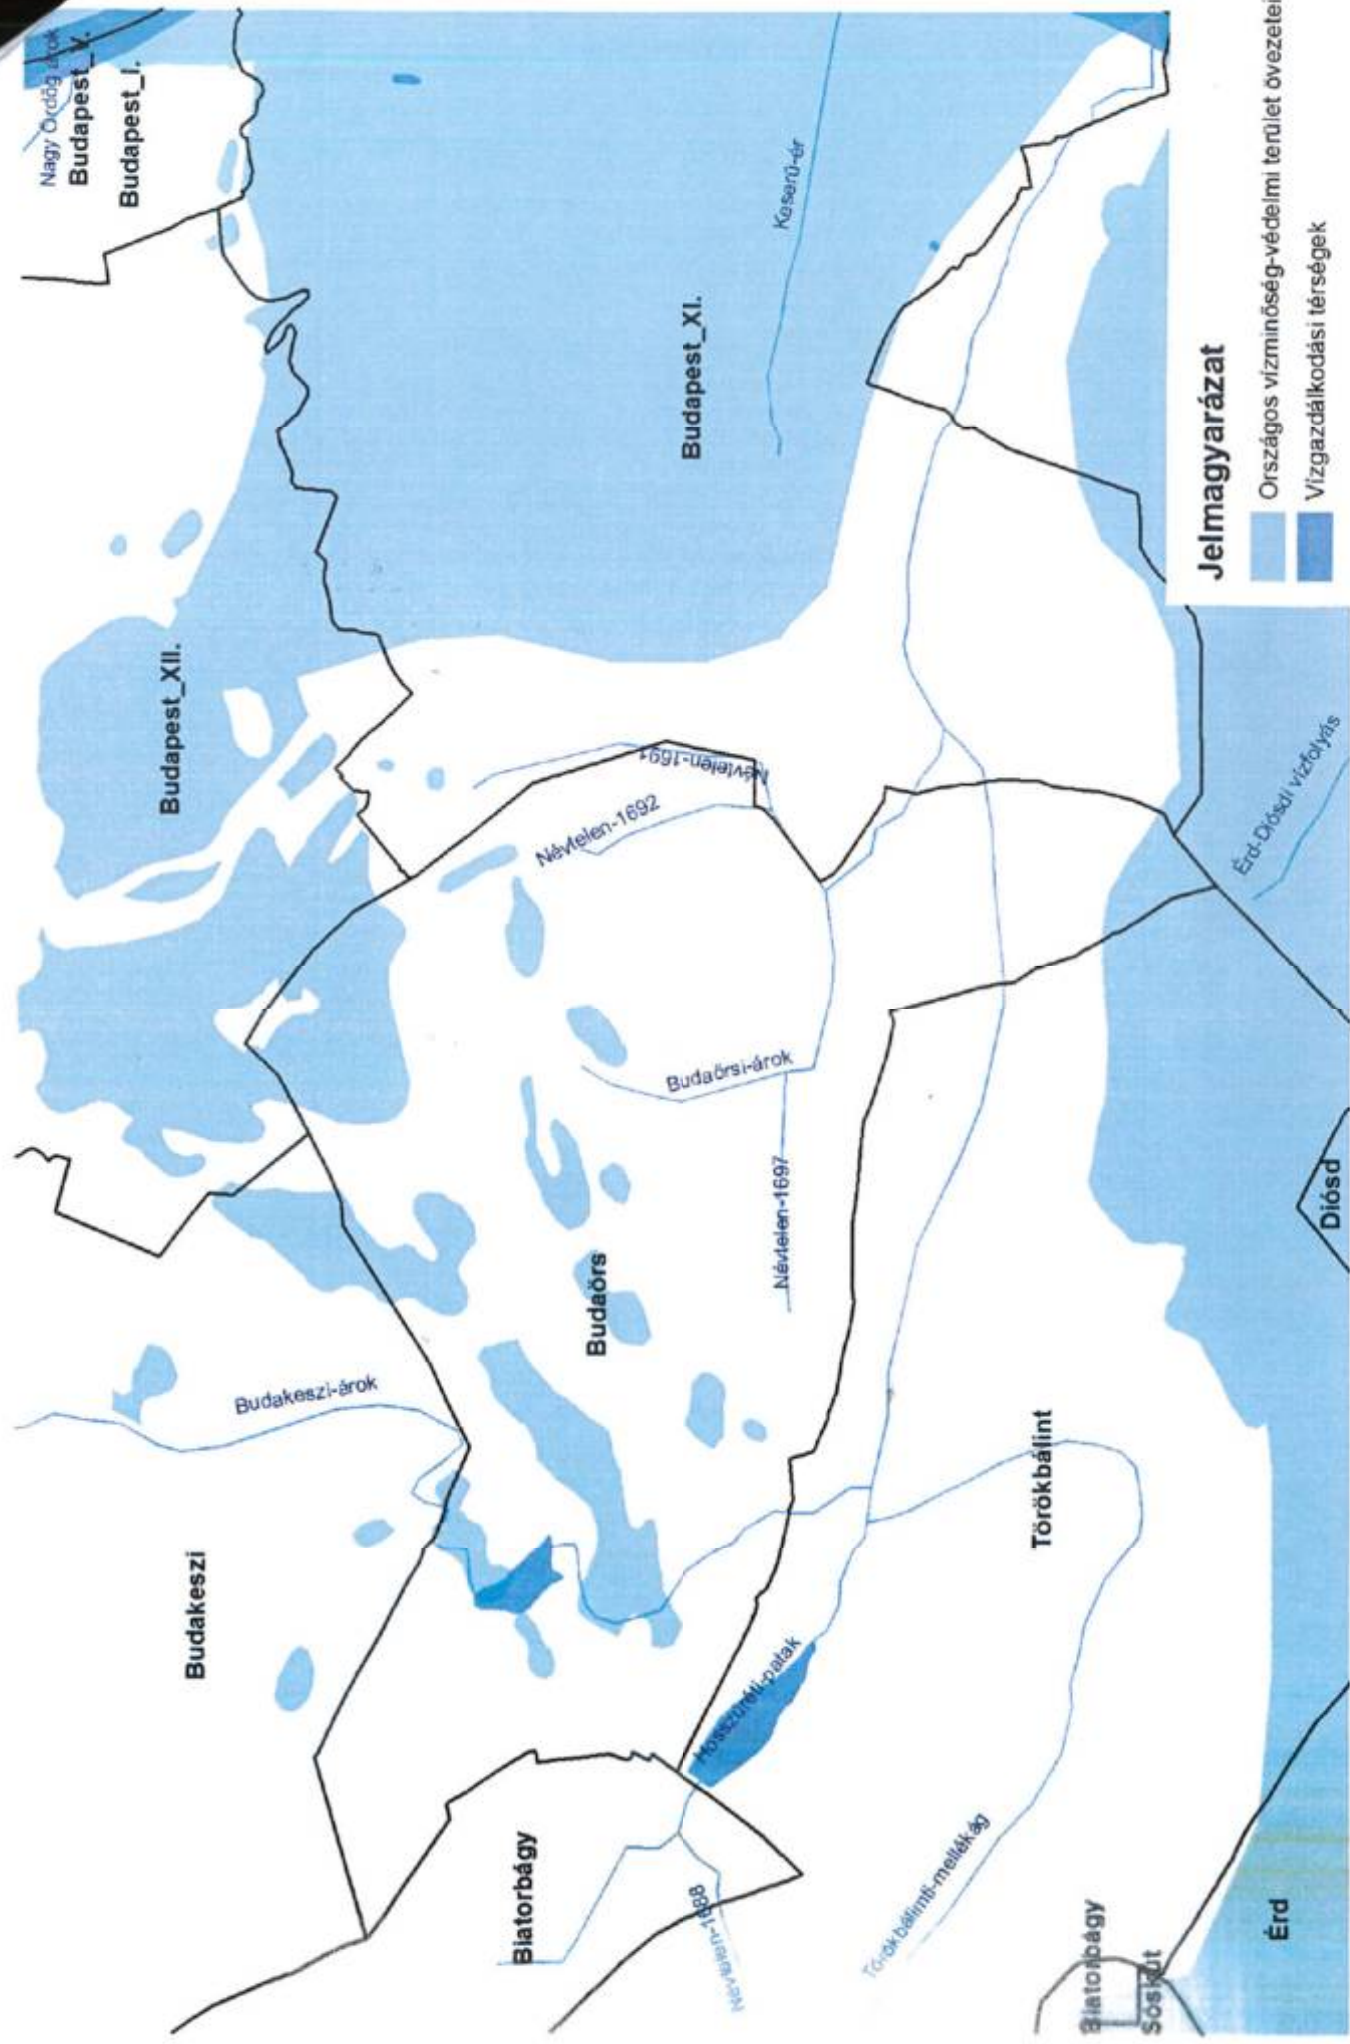 Nagy Ördög árok
Budapest_V.
Budapest_I.
Budapest_XII.
Budapest_XI.
Keserű-ér
Névtelen-1691
Névtelen-1692
Budakeszi-árok
Budakeszi
Budaörs
Budaörsi-árok
Névtelen-1697
Biatorbágy
Névtelen-1688
Hosszúréti-patak
Törökbálint
Törökbálinti-mellékág
Biatorbágy
Sóskút
Érd
Diósd
Érd-Diósdi vízfolyás
Jelmagyarázat
Országos vízminőség-védelmi terület övezetei
Vízgazdálkodási térségek